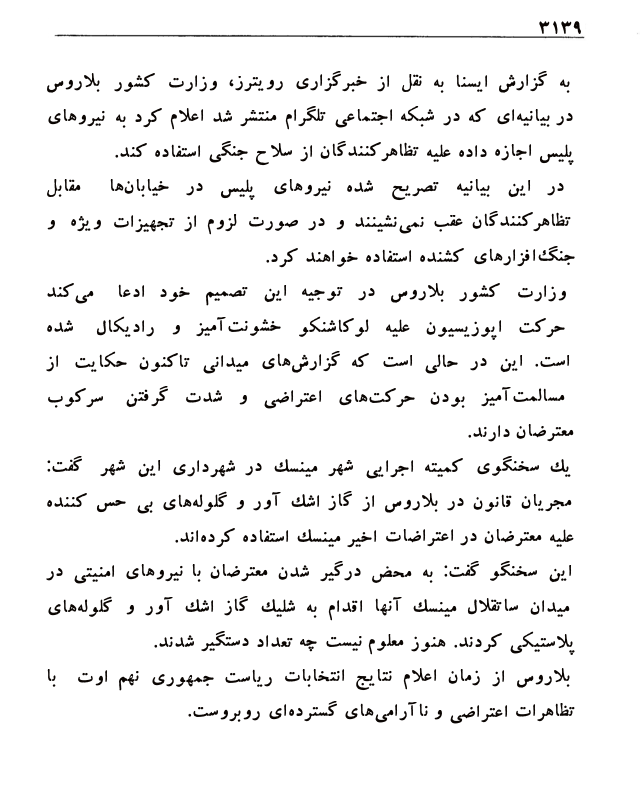 ۳۱۳۹
به گزارش ایسنا به نقل از خبرگزاری رویترز، وزارت کشور بلاروس
در بیانیه‌ای که در شبکه اجتماعی تلگرام منتشر شد اعلام کرد به نیروهای
پلیس اجازه داده علیه تظاهرکنندگان از سلاح جنگی استفاده کند.
در این بیانیه تصریح شده نیروهای پلیس در خیابان‌ها مقابل
تظاهرکنندگان عقب نمی‌نشینند و در صورت لزوم از تجهیزات ویژه و
جنگ‌افزارهای کشنده استفاده خواهند کرد.
وزارت کشور بلاروس در توجیه این تصمیم خود ادعا می‌کند
حرکت اپوزیسیون علیه لوکاشنکو خشونت‌آمیز و رادیکال شده
است. این در حالی است که گزارش‌های میدانی تاکنون حکایت از
مسالمت‌آمیز بودن حرکت‌های اعتراضی و شدت گرفتن سرکوب
معترضان دارند.
یك سخنگوی کمیته اجرایی شهر مینسك در شهرداری این شهر گفت:
مجریان قانون در بلاروس از گاز اشك آور و گلوله‌های بی حس کننده
علیه معترضان در اعتراضات اخیر مینسك استفاده کرده‌اند.
این سخنگو گفت: به محض درگیر شدن معترضان با نیروهای امنیتی در
میدان ساتقلال مینسك آنها اقدام به شلیك گاز اشك آور و گلوله‌های
پلاستیکی کردند. هنوز معلوم نیست چه تعداد دستگیر شدند.
بلاروس از زمان اعلام نتایج انتخابات ریاست جمهوری نهم اوت با
تظاهرات اعتراضی و ناآرامی‌های گسترده‌ای روبروست.